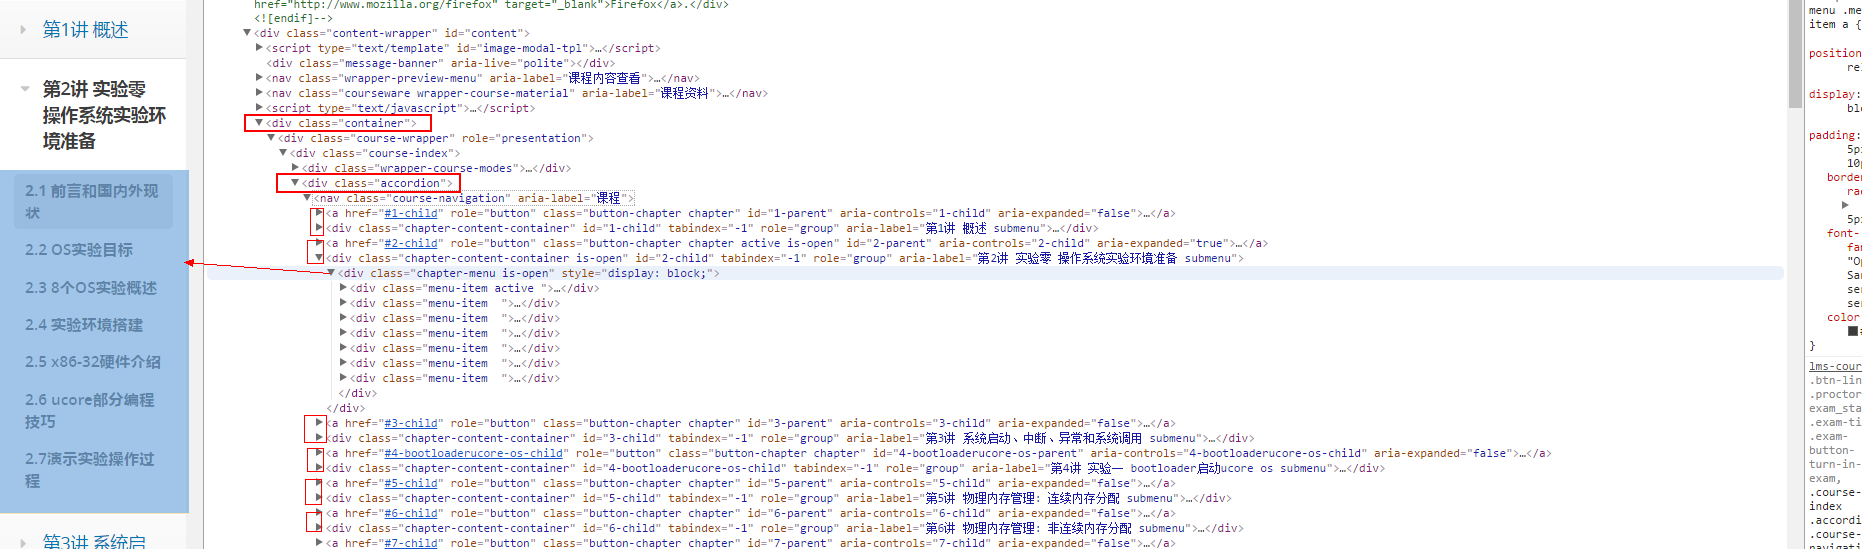 第1讲 概述
第2讲 实验零
操作系统实验环
境准备
2.1 前言和国内外现
状
2.2 OS实验目标
2.3 8个OS实验概述
2.4 实验环境搭建
2.5 x86-32硬件介绍
2.6 ucore部分编程
技巧
2.7演示实验操作过
程
第3讲 系统启
href="http://www.mozilla.org/firefox" target="_blank">Firefox</a>.</div>
<![endif]-->
<div class="content-wrapper" id="content">
<script type="text/template" id="image-modal-tpl">…</script>
<div class="message-banner" aria-live="polite"></div>
<nav class="wrapper-preview-menu" aria-label="课程内容查看">…</nav>
<nav class="courseware wrapper-course-material" aria-label="课程资料">…</nav>
<script type="text/javascript">…</script>
<div class="container">
<div class="course-wrapper" role="presentation">
<div class="course-index">
<div class="wrapper-course-modes">…</div>
<div class="accordion">
<nav class="course-navigation" aria-label="课程">
<a href="#1-child" role="button" class="button-chapter chapter" id="1-parent" aria-controls="1-child" aria-expanded="false">…</a>
<div class="chapter-content-container" id="1-child" tabindex="-1" role="group" aria-label="第1讲 概述 submenu">…</div>
<a href="#2-child" role="button" class="button-chapter chapter active is-open" id="2-parent" aria-controls="2-child" aria-expanded="true">…</a>
<div class="chapter-content-container is-open" id="2-child" tabindex="-1" role="group" aria-label="第2讲 实验零 操作系统实验环境准备 submenu">
<div class="chapter-menu is-open" style="display: block;">
<div class="menu-item active ">…</div>
<div class="menu-item  ">…</div>
<div class="menu-item  ">…</div>
<div class="menu-item  ">…</div>
<div class="menu-item  ">…</div>
<div class="menu-item  ">…</div>
<div class="menu-item  ">…</div>
</div>
</div>
<a href="#3-child" role="button" class="button-chapter chapter" id="3-parent" aria-controls="3-child" aria-expanded="false">…</a>
<div class="chapter-content-container" id="3-child" tabindex="-1" role="group" aria-label="第3讲 系统启动、中断、异常和系统调用 submenu">…</div>
<a href="#4-bootloaderucore-os-child" role="button" class="button-chapter chapter" id="4-bootloaderucore-os-parent" aria-controls="4-bootloaderucore-os-child" aria-expanded="false">…</a>
<div class="chapter-content-container" id="4-bootloaderucore-os-child" tabindex="-1" role="group" aria-label="第4讲 实验一 bootloader启动ucore os submenu">…</div>
<a href="#5-child" role="button" class="button-chapter chapter" id="5-parent" aria-controls="5-child" aria-expanded="false">…</a>
<div class="chapter-content-container" id="5-child" tabindex="-1" role="group" aria-label="第5讲 物理内存管理: 连续内存分配 submenu">…</div>
<a href="#6-child" role="button" class="button-chapter chapter" id="6-parent" aria-controls="6-child" aria-expanded="false">…</a>
<div class="chapter-content-container" id="6-child" tabindex="-1" role="group" aria-label="第6讲 物理内存管理: 非连续内存分配 submenu">…</div>
<a href="#7-child" role="button" class="button-chapter chapter" id="7-parent" aria-controls="7-child" aria-expanded="false">…</a>
menu .me
item a {
position
rel
display:
blo
padding:
5p
10p
border
rad
5p
font-
fam
"Op
San
ser
ser
color
}
lms-cour
.btn-lin
.proctor
exam_sta
.exam-ti
.exam-
button-
turn-in-
exam,
.course-
index
.accordi
.course-